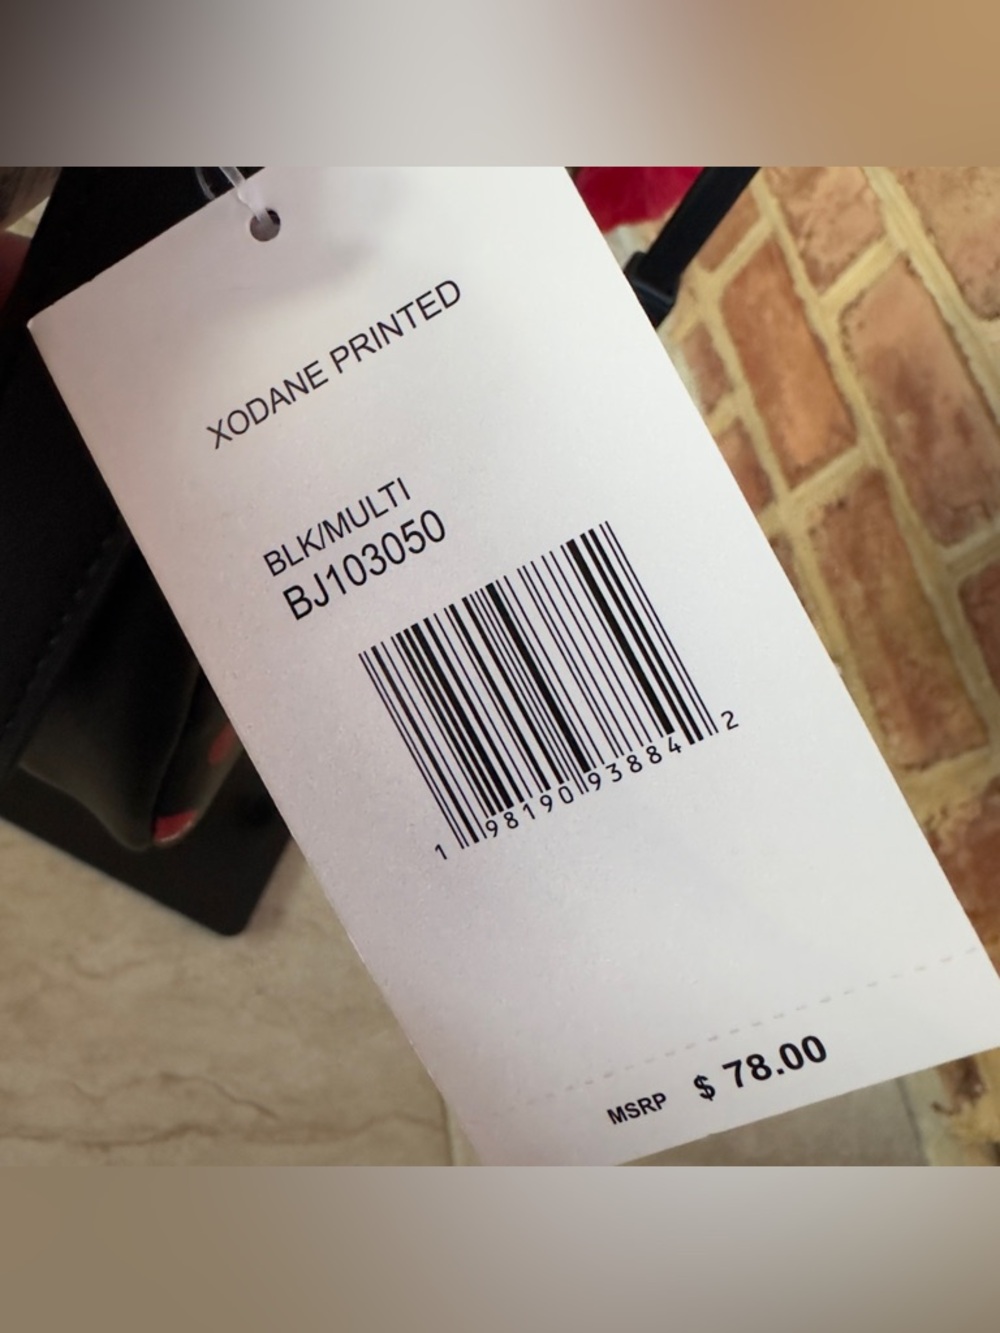 XODANE PRINTED
BLK/MULTI
BJ103050
1 98190 93884 2
MSRP $ 78.00